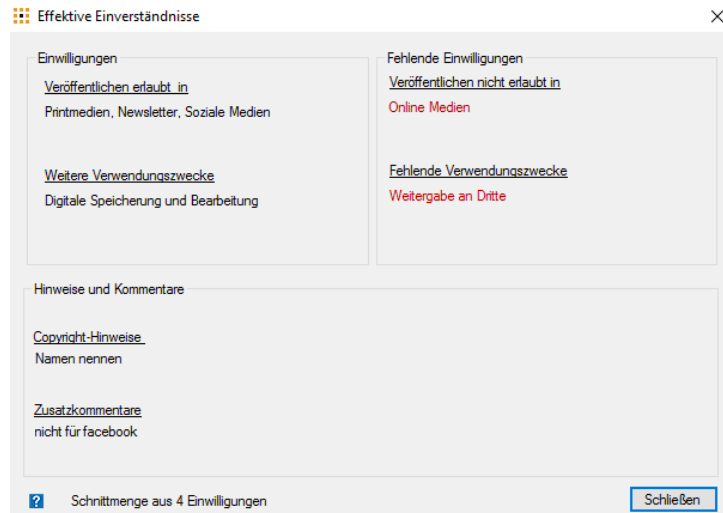 Effektive Einverständnisse
Einwilligungen
Veröffentlichen erlaubt in
Printmedien, Newsletter, Soziale Medien
Weitere Verwendungszwecke
Digitale Speicherung und Bearbeitung
Fehlende Einwilligungen
Veröffentlichen nicht erlaubt in
Online Medien
Fehlende Verwendungszwecke
Weitergabe an Dritte
Hinweise und Kommentare
Copyright-Hinweise
Namen nennen
Zusatzkommentare
nicht für facebook
? Schnittmenge aus 4 Einwilligungen
Schließen